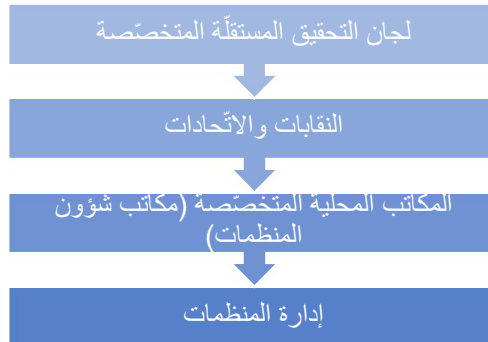 لجان التحقيق المستقلّة المتخصّصة
النقابات والاتّحادات
المكاتب المحلية المتخصّصة (مكاتب شؤون
المنظمات)
إدارة المنظمات